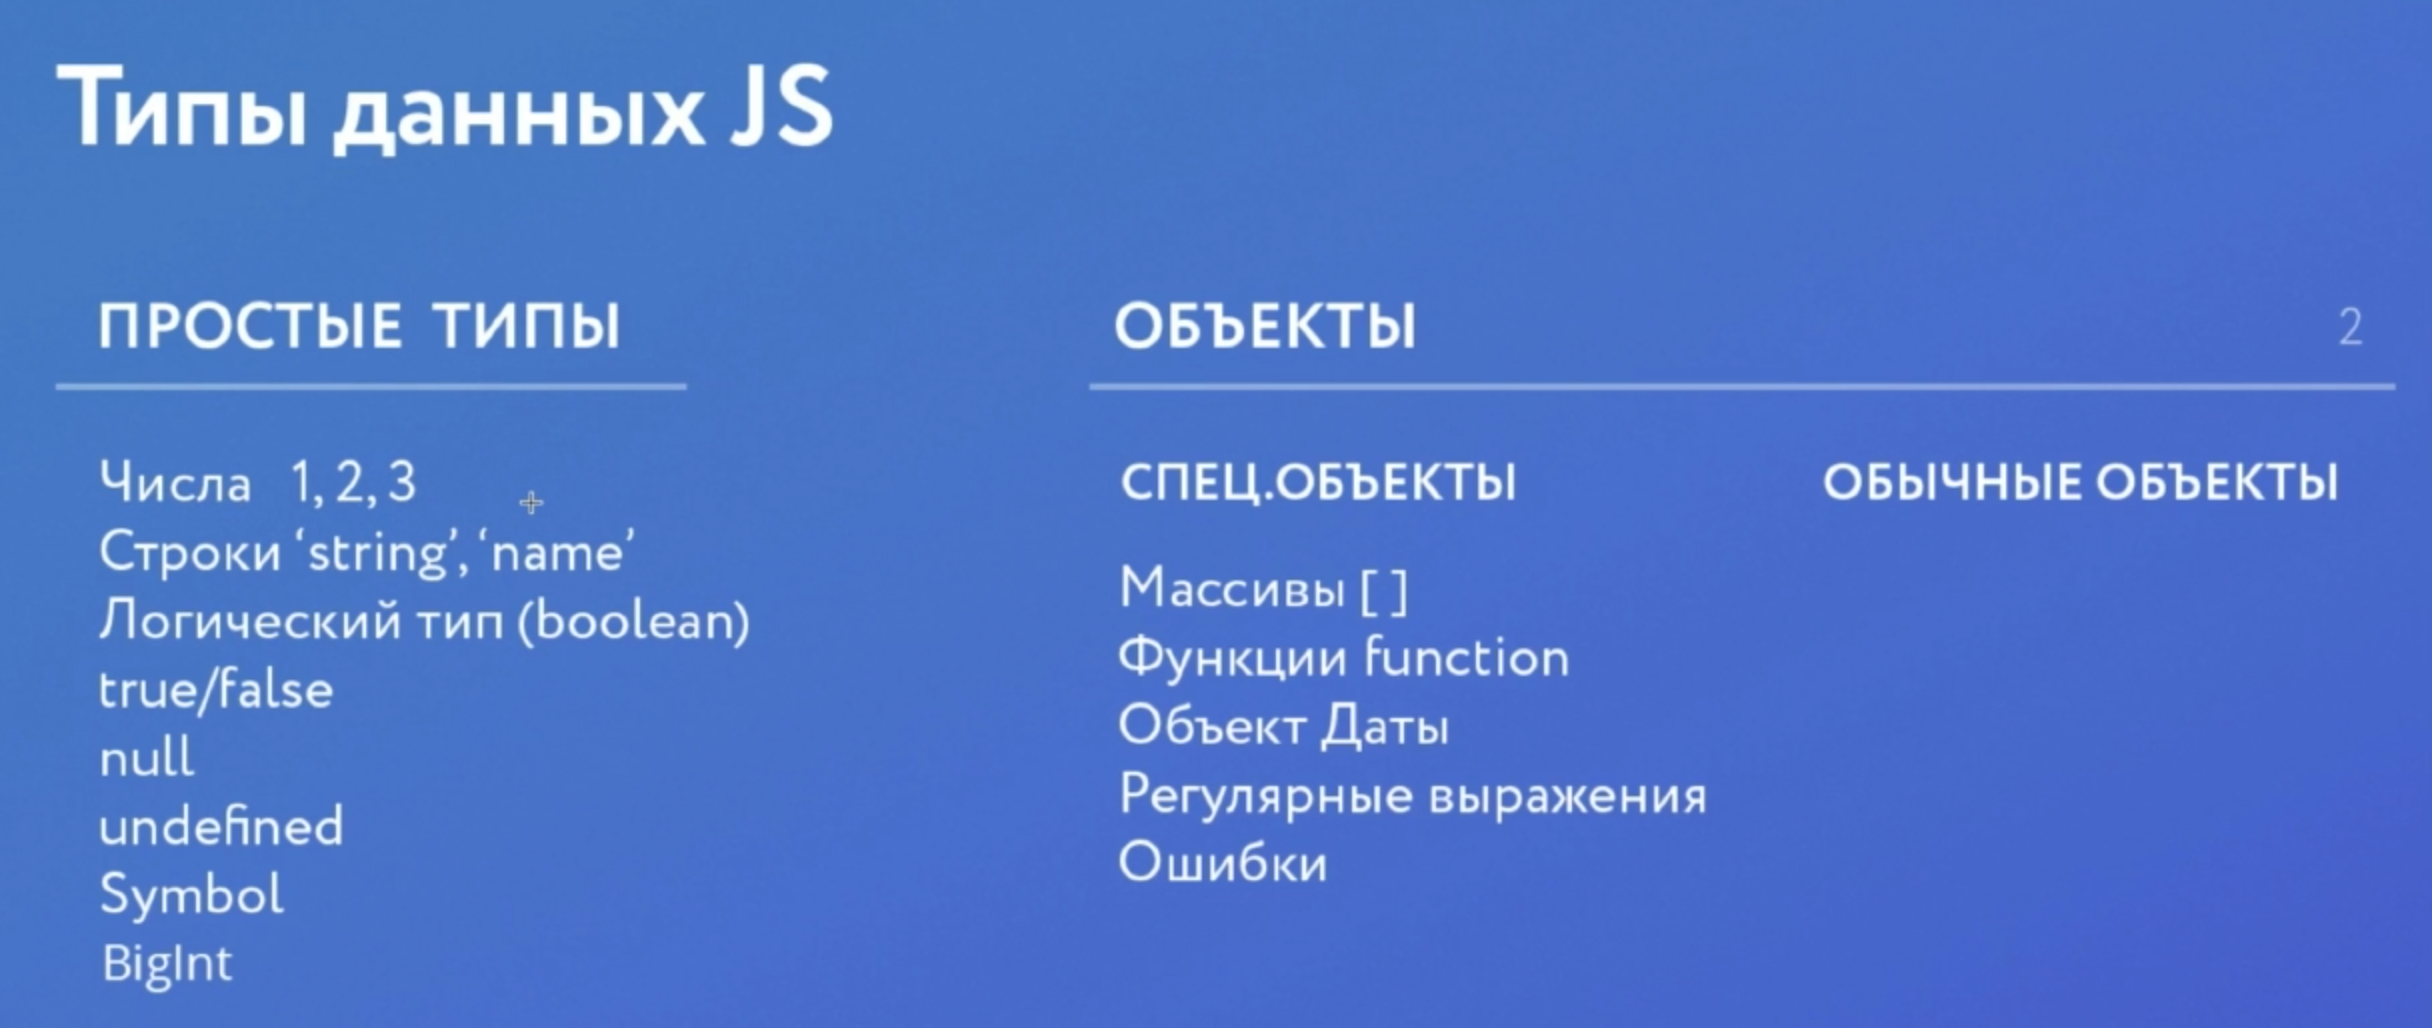 Типы данных JS
ПРОСТЫЕ ТИПЫ
Числа 1, 2, 3
Строки ‘string’, ‘name’
Логический тип (boolean)
true/false
null
undefined
Symbol
BigInt
ОБЪЕКТЫ
2
СПЕЦ.ОБЪЕКТЫ
Массивы [ ]
Функции function
Объект Даты
Регулярные выражения
Ошибки
ОБЫЧНЫЕ ОБЪЕКТЫ